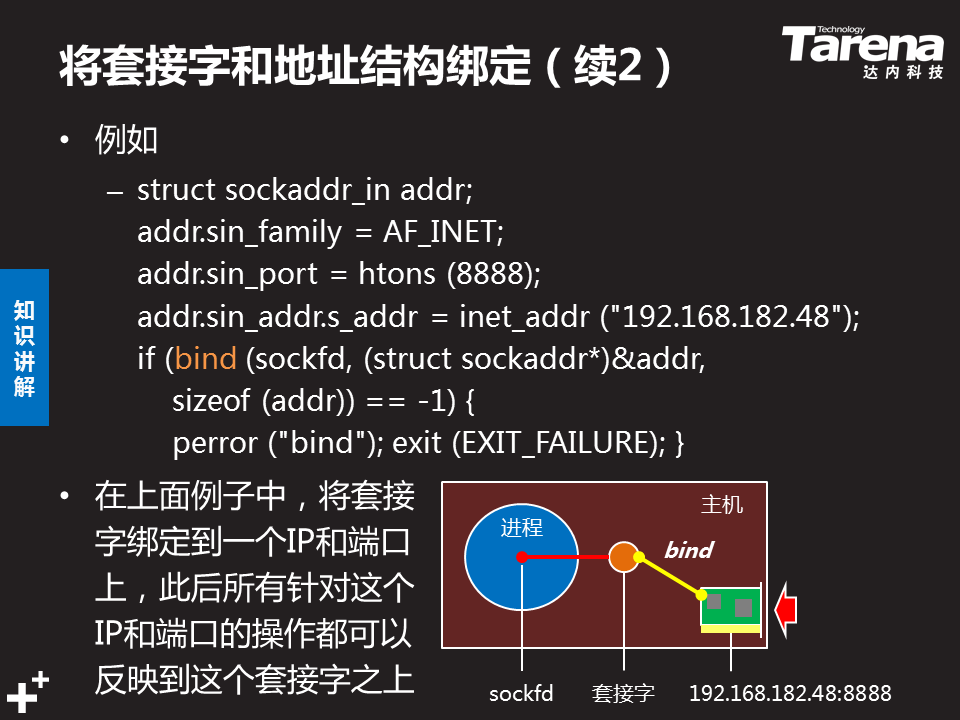 将套接字和地址结构绑定（续2）
Technology
Tarena
达内科技
• 例如
– struct sockaddr_in addr;
addr.sin_family = AF_INET;
addr.sin_port = htons (8888);
addr.sin_addr.s_addr = inet_addr ("192.168.182.48");
if (bind (sockfd, (struct sockaddr*)&addr,
sizeof (addr)) == -1) {
perror ("bind"); exit (EXIT_FAILURE); }
知识讲解
• 在上面例子中，将套接
字绑定到一个IP和端口
上，此后所有针对这个
IP和端口的操作都可以
反映到这个套接字之上
主机
进程
bind
sockfd
套接字
192.168.182.48:8888